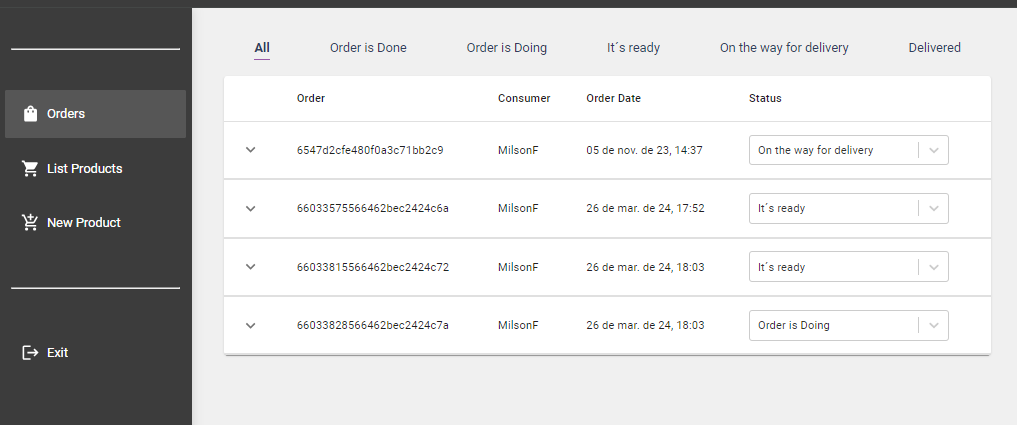 All Order is Done Order is Doing It´s ready On the way for delivery Delivered
Orders
List Products
New Product
Exit
Order Consumer Order Date Status
6547d2cfe480f0a3c71bb2c9 MilsonF 05 de nov. de 23, 14:37 On the way for delivery
66033575566462bec2424c6a MilsonF 26 de mar. de 24, 17:52 It´s ready
66033815566462bec2424c72 MilsonF 26 de mar. de 24, 18:03 It´s ready
66033828566462bec2424c7a MilsonF 26 de mar. de 24, 18:03 Order is Doing